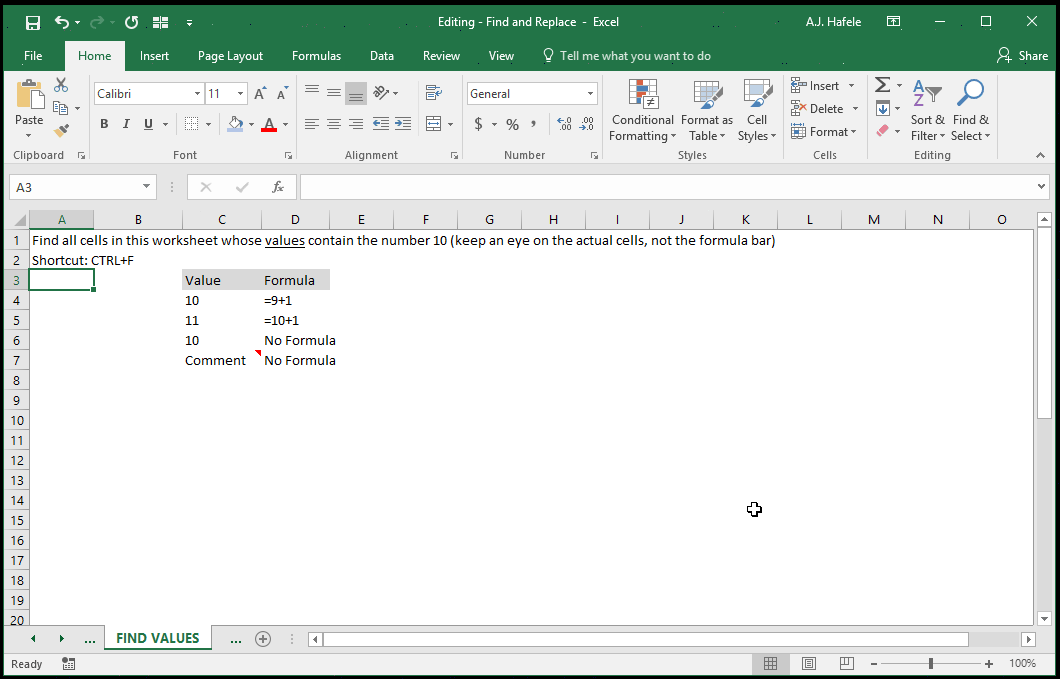 Editing - Find and Replace - Excel A.J. Hafele
File Home Insert Page Layout Formulas Data Review View Tell me what you want to do Share
Paste Calibri 11 General Conditional Formatting Format as Table Cell Styles Insert Delete Format Sort & Filter Find & Select
B I U A $ % ,
Clipboard Font Alignment Number Styles Cells Editing
A3 fx
A B C D E F G H I J K L M N O
1 Find all cells in this worksheet whose values contain the number 10 (keep an eye on the actual cells, not the formula bar)
2 Shortcut: CTRL+F
3 Value Formula
4 10 =9+1
5 11 =10+1
6 10 No Formula
7 Comment No Formula
8
9
10
11
12
13
14
15
16
17
18
19
20
... FIND VALUES ...
Ready 100%